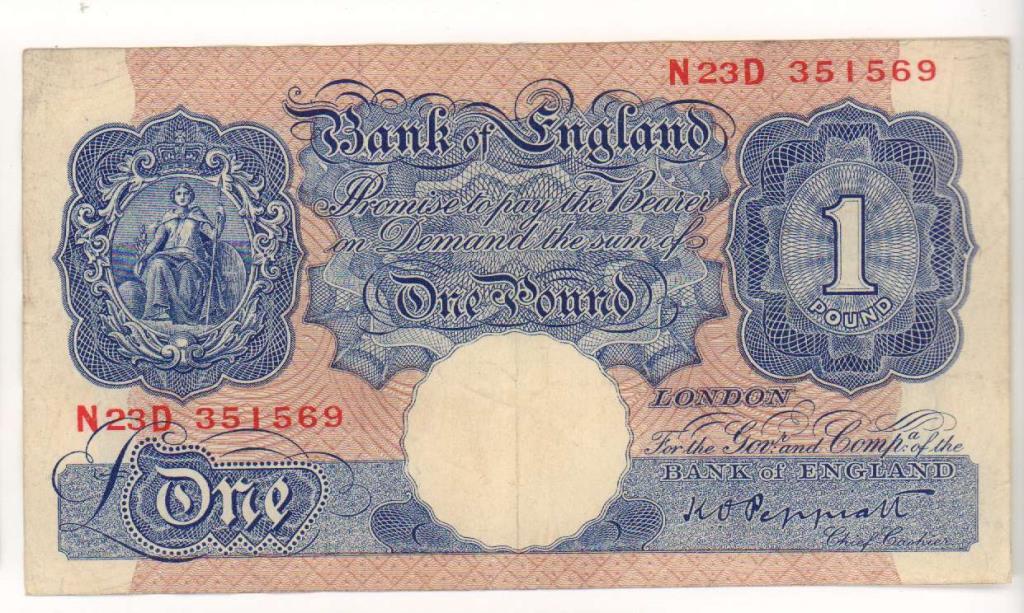 N23D 351569
Bank of England
Promise to pay the Bearer
on Demand the sum of
One Pound
1
POUND
N23D 351569
LONDON
For the Govr. and Compa. of the
BANK of ENGLAND
£One
K O Peppiatt
Chief Cashier